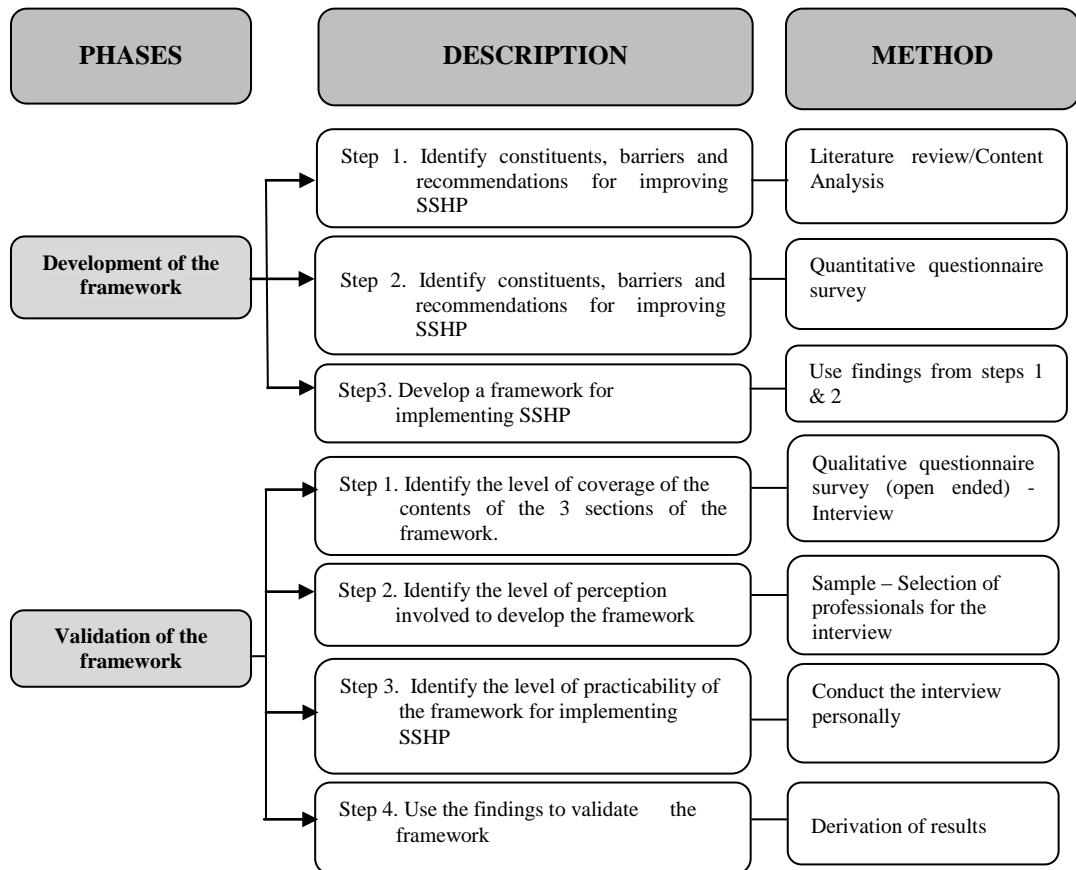 PHASES
DESCRIPTION
METHOD
Step 1. Identify constituents, barriers and
recommendations for improving
SSHP
Literature review/Content
Analysis
Development of the
framework
Step 2. Identify constituents, barriers and
recommendations for improving
SSHP
Quantitative questionnaire
survey
Step3. Develop a framework for
implementing SSHP
Use findings from steps 1
& 2
Step 1. Identify the level of coverage of the
contents of the 3 sections of the
framework.
Qualitative questionnaire
survey (open ended) -
Interview
Step 2. Identify the level of perception
involved to develop the framework
Sample – Selection of
professionals for the
interview
Validation of the
framework
Step 3. Identify the level of practicability of
the framework for implementing
SSHP
Conduct the interview
personally
Step 4. Use the findings to validate the
framework
Derivation of results